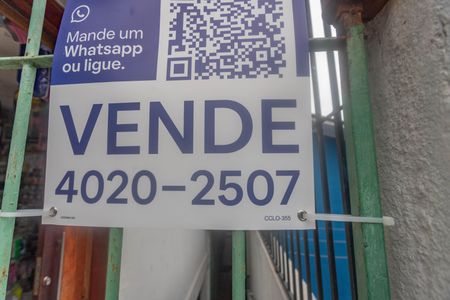 Mande um
Whatsapp
ou ligue.
VENDE
4020-2507
CCLO-355